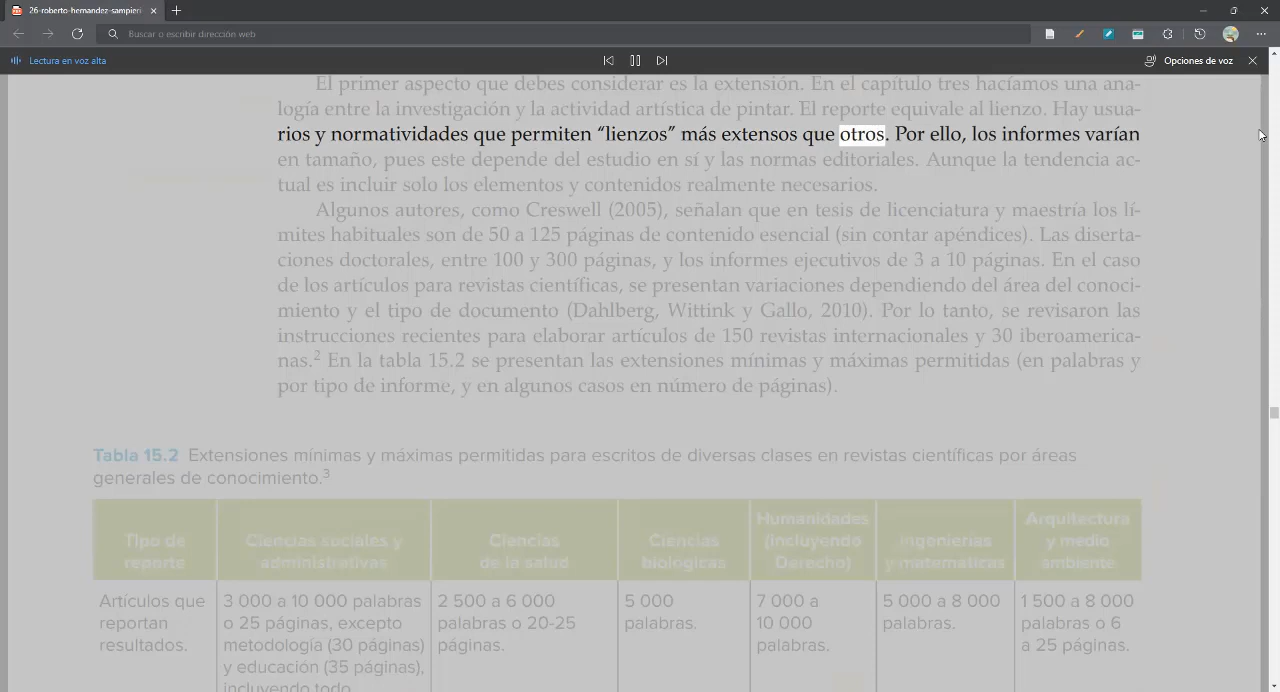 26-roberto-hernandez-sampieri
Buscar o escribir dirección web
Lectura en voz alta
Opciones de voz
El primer aspecto que debes considerar es la extensión. En el capítulo tres hacíamos una ana-
logía entre la investigación y la actividad artística de pintar. El reporte equivale al lienzo. Hay usua-
rios y normatividades que permiten “lienzos” más extensos que otros. Por ello, los informes varían
en tamaño, pues este depende del estudio en sí y las normas editoriales. Aunque la tendencia ac-
tual es incluir solo los elementos y contenidos realmente necesarios.
Algunos autores, como Creswell (2005), señalan que en tesis de licenciatura y maestría los lí-
mites habituales son de 50 a 125 páginas de contenido esencial (sin contar apéndices). Las diserta-
ciones doctorales, entre 100 y 300 páginas, y los informes ejecutivos de 3 a 10 páginas. En el caso
de los artículos para revistas científicas, se presentan variaciones dependiendo del área del conoci-
miento y el tipo de documento (Dahlberg, Wittink y Gallo, 2010). Por lo tanto, se revisaron las
instrucciones recientes para elaborar artículos de 150 revistas internacionales y 30 iberoamerica-
nas.2 En la tabla 15.2 se presentan las extensiones mínimas y máximas permitidas (en palabras y
por tipo de informe, y en algunos casos en número de páginas).
Tabla 15.2 Extensiones mínimas y máximas permitidas para escritos de diversas clases en revistas científicas por áreas
generales de conocimiento.3
Tipo de
reporte
Ciencias sociales y
administrativas
Ciencias
de la salud
Ciencias
biológicas
Humanidades
(incluyendo
Derecho)
Ingenierías
y matemáticas
Arquitectura
y medio
ambiente
Artículos que
reportan
resultados.
3 000 a 10 000 palabras
o 25 páginas, excepto
metodología (30 páginas)
y educación (35 páginas),
incluyendo todo
2 500 a 6 000
palabras o 20-25
páginas.
5 000
palabras.
7 000 a
10 000
palabras.
5 000 a 8 000
palabras.
1 500 a 8 000
palabras o 6
a 25 páginas.